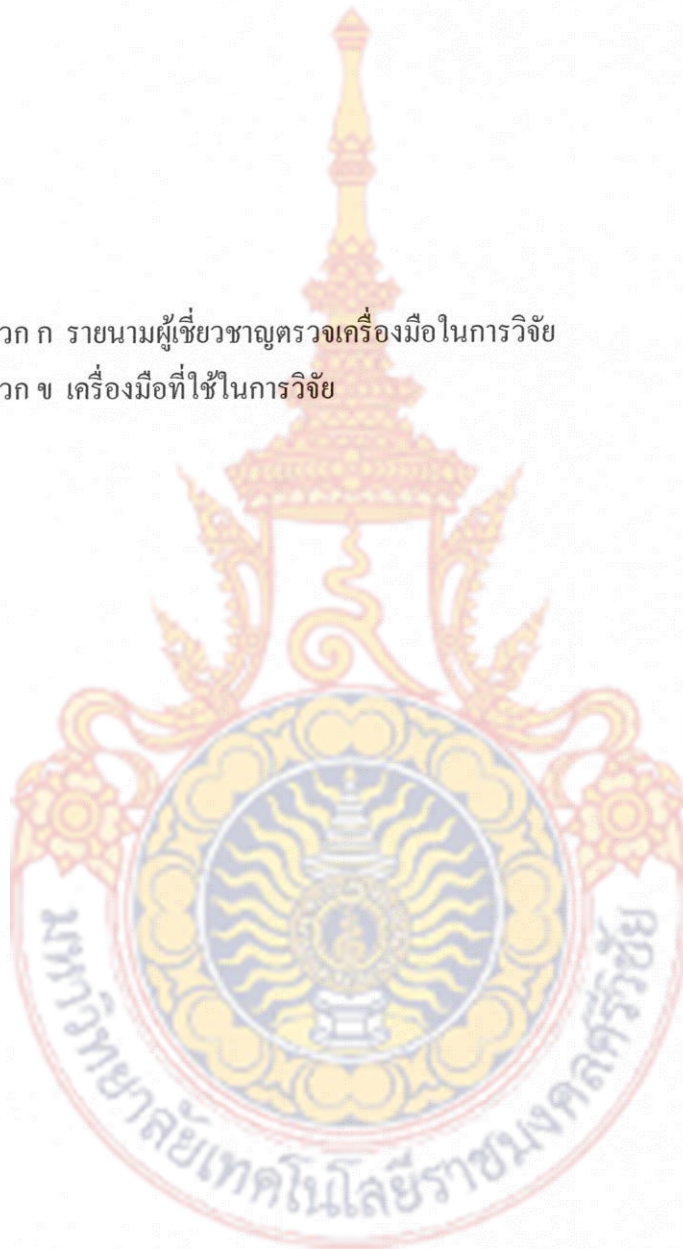 วก ก รายนามผู้เชี่ยวชาญตรวจเครื่องมือในการวิจัย
วก ข เครื่องมือที่ใช้ในการวิจัย
มหาวิทยาลัยเทคโนโลยีราชมงคลศรีวิชัย